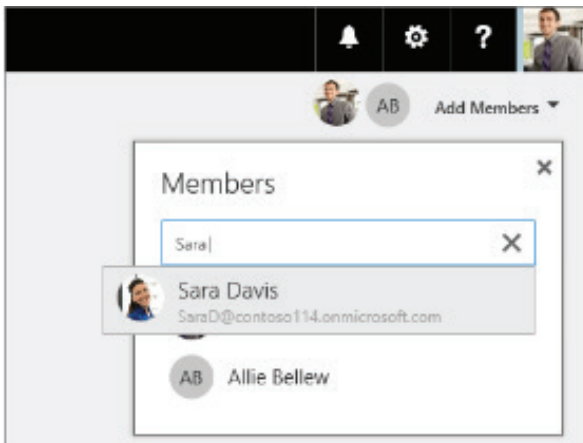 ?
AB Add Members
Members
Sara
Sara Davis
SaraD@contoso114.onmicrosoft.com
AB Allie Bellew